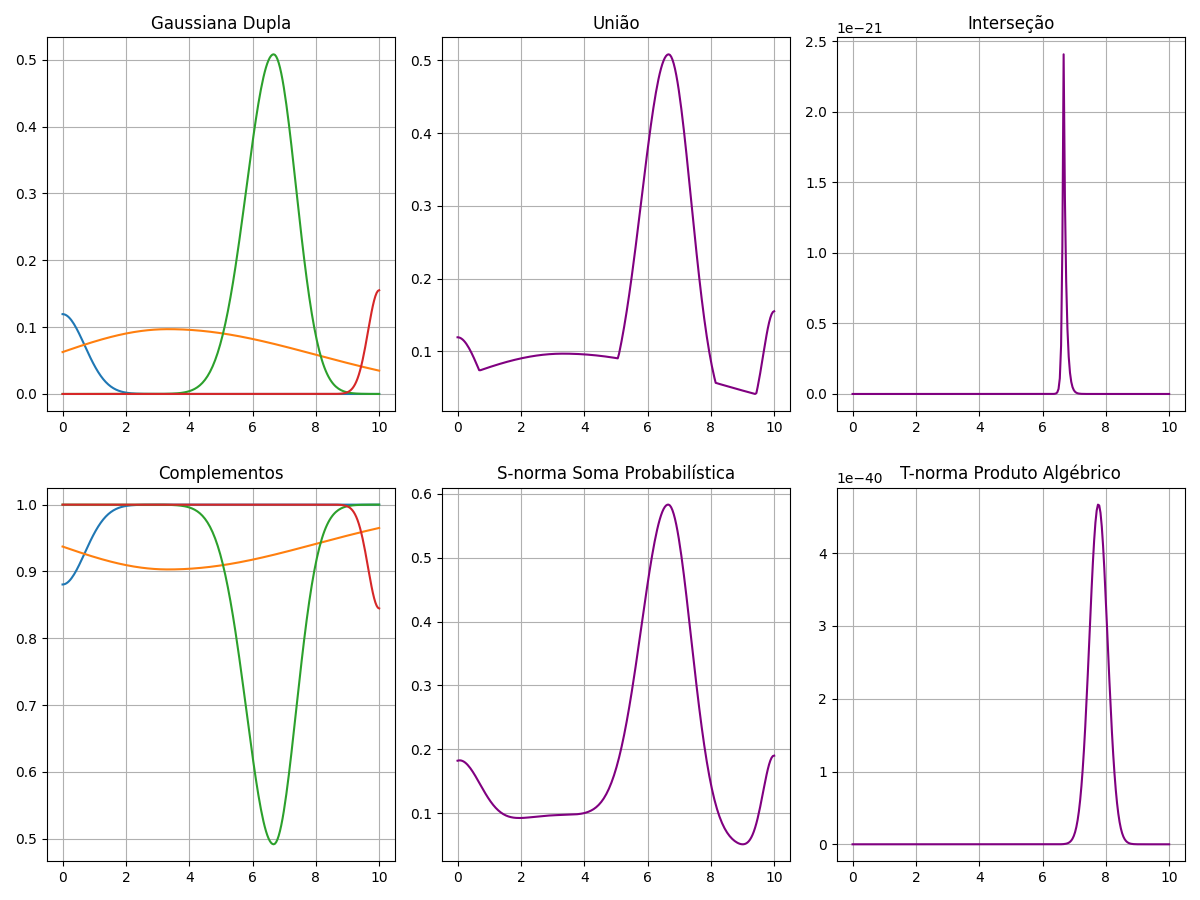 Gaussiana Dupla
0.5
0.4
0.3
0.2
0.1
0.0
0 2 4 6 8 10
União
0.5
0.4
0.3
0.2
0.1
0 2 4 6 8 10
Interseção
1e−21
2.5
2.0
1.5
1.0
0.5
0.0
0 2 4 6 8 10
Complementos
1.0
0.9
0.8
0.7
0.6
0.5
0 2 4 6 8 10
S-norma Soma Probabilística
0.6
0.5
0.4
0.3
0.2
0.1
0 2 4 6 8 10
T-norma Produto Algébrico
1e−40
4
3
2
1
0
0 2 4 6 8 10